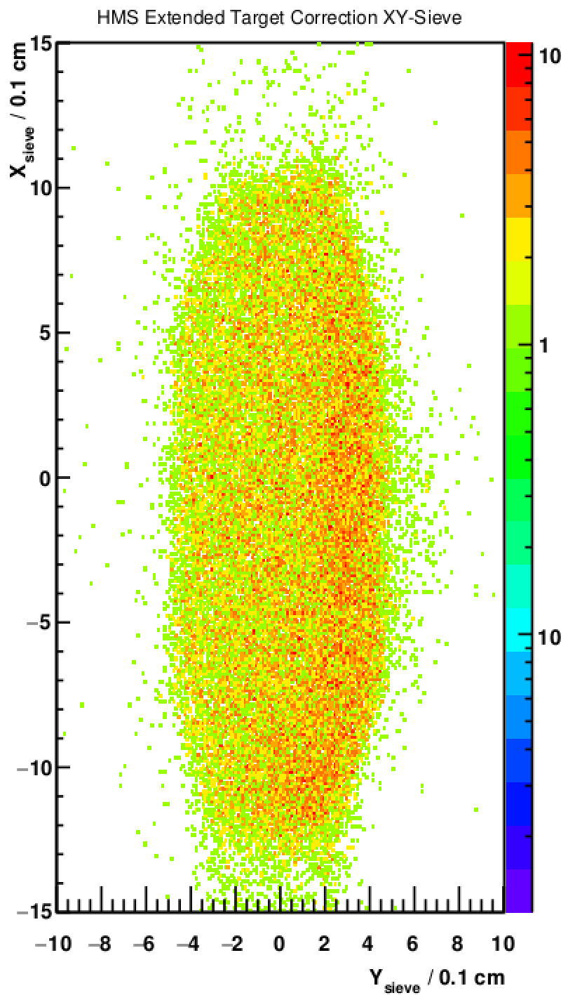 HMS Extended Target Correction XY-Sieve
X_sieve / 0.1 cm
15
10
5
0
−5
−10
−15
−10 −8 −6 −4 −2 0 2 4 6 8 10
Y_sieve / 0.1 cm
10
1
10